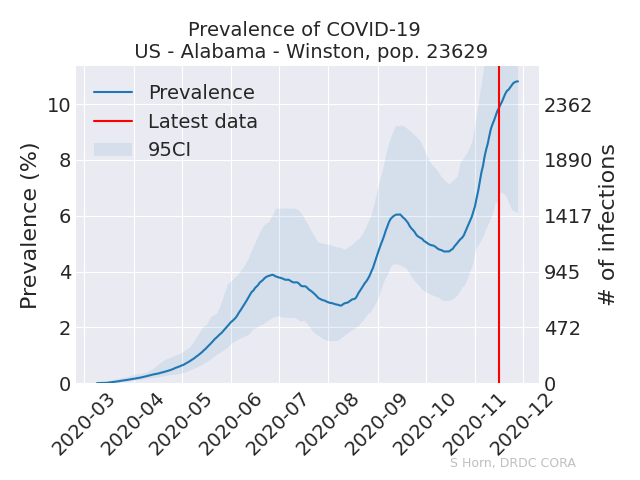 Prevalence of COVID-19
US - Alabama - Winston, pop. 23629
Prevalence
Latest data
95CI
Prevalence (%)
10
8
6
4
2
0
2362
1890
1417
945
472
0
# of infections
2020-03
2020-04
2020-05
2020-06
2020-07
2020-08
2020-09
2020-10
2020-11
2020-12
S Horn, DRDC CORA